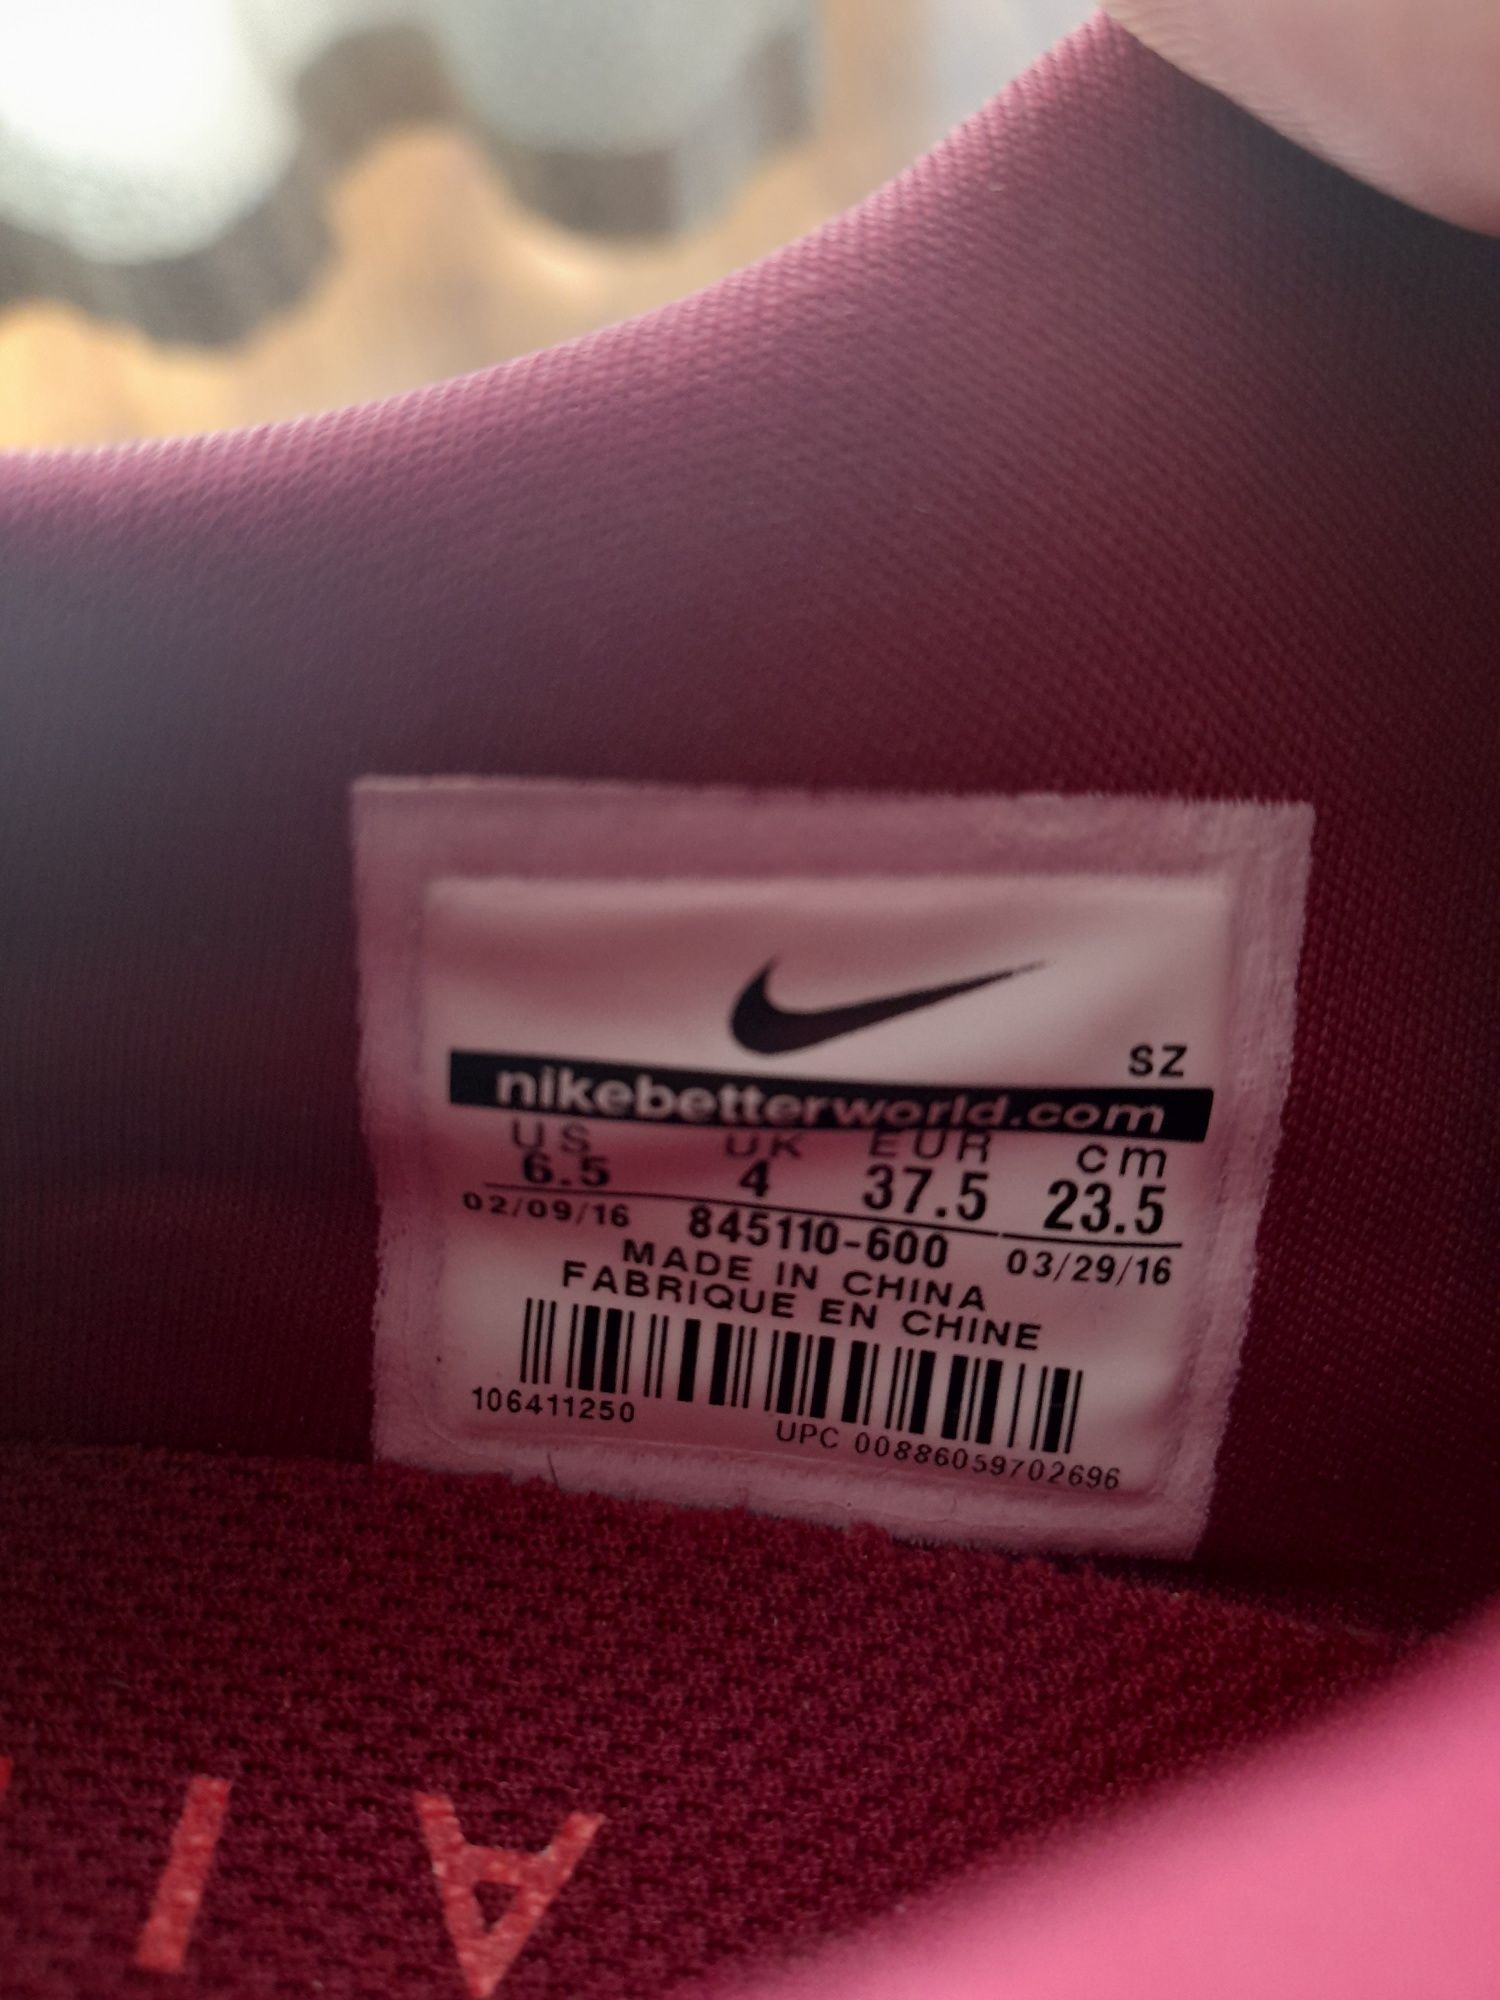 SZ
nikebetterworld.com
US UK EUR cm
6.5 4 37.5 23.5
02/09/16 845110-600 03/29/16
MADE IN CHINA
FABRIQUE EN CHINE
106411250
UPC 00886059702696
AI